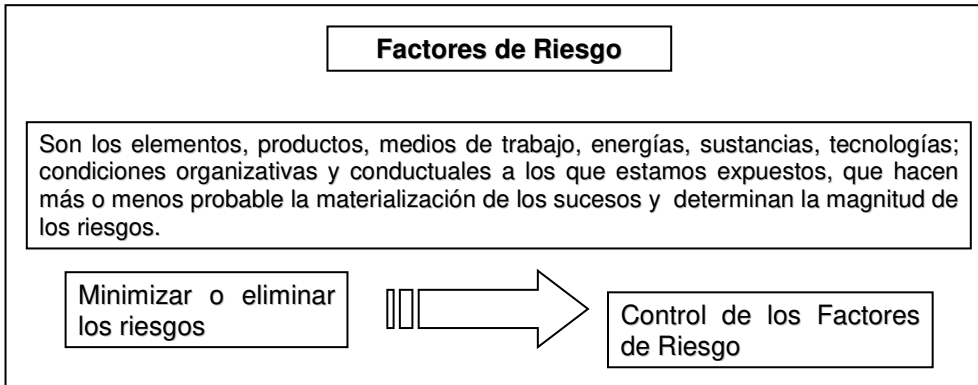 Factores de Riesgo
Son los elementos, productos, medios de trabajo, energías, sustancias, tecnologías;
condiciones organizativas y conductuales a los que estamos expuestos, que hacen
más o menos probable la materialización de los sucesos y determinan la magnitud de
los riesgos.
Minimizar o eliminar
los riesgos
Control de los Factores
de Riesgo